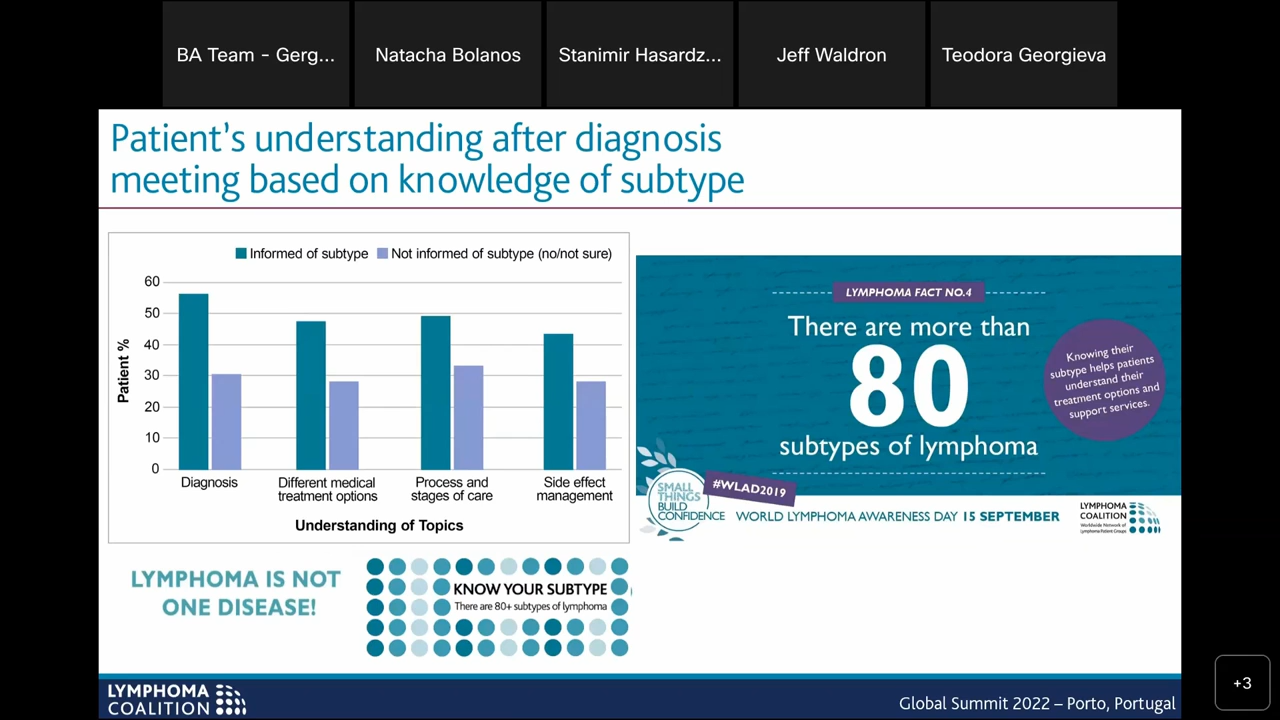 BA Team - Gerg...
Natacha Bolanos
Stanimir Hasardz...
Jeff Waldron
Teodora Georgieva
Patient's understanding after diagnosis
meeting based on knowledge of subtype
Informed of subtype
Not informed of subtype (no/not sure)
Patient %
60
50
40
30
20
10
0
Diagnosis
Different medical
treatment options
Process and
stages of care
Side effect
management
Understanding of Topics
LYMPHOMA FACT NO.4
There are more than
80
subtypes of lymphoma
Knowing their
subtype helps patients
understand their
treatment options and
support services.
#WLAD2019
SMALL
THINGS
BUILD
CONFIDENCE
WORLD LYMPHOMA AWARENESS DAY 15 SEPTEMBER
LYMPHOMA
COALITION
Worldwide Network of
Lymphoma Patient Groups
LYMPHOMA IS NOT
ONE DISEASE!
KNOW YOUR SUBTYPE
There are 80+ subtypes of lymphoma
LYMPHOMA
COALITION
Global Summit 2022 – Porto, Portugal
+3